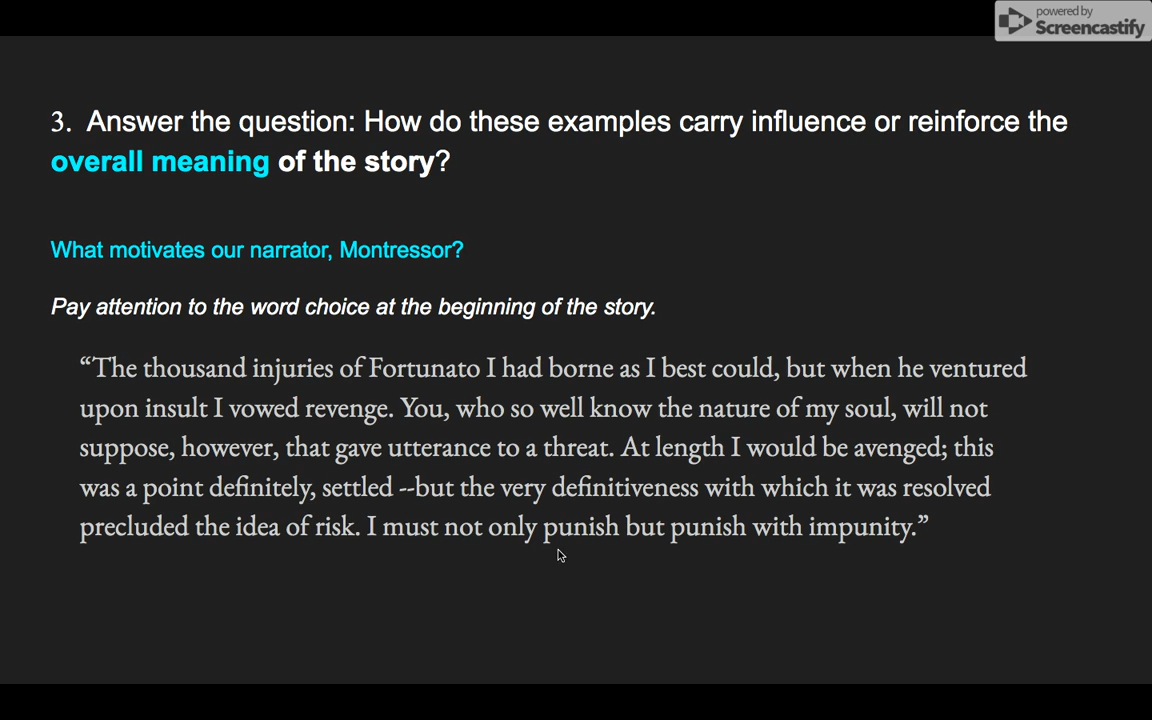 powered by
Screencastify
3. Answer the question: How do these examples carry influence or reinforce the
overall meaning of the story?
What motivates our narrator, Montressor?
Pay attention to the word choice at the beginning of the story.
“The thousand injuries of Fortunato I had borne as I best could, but when he ventured
upon insult I vowed revenge. You, who so well know the nature of my soul, will not
suppose, however, that gave utterance to a threat. At length I would be avenged; this
was a point definitely, settled --but the very definitiveness with which it was resolved
precluded the idea of risk. I must not only punish but punish with impunity.”